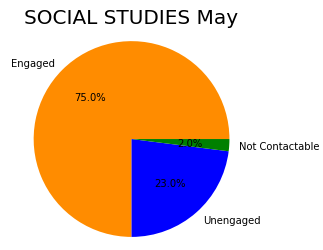 SOCIAL STUDIES May
Engaged
75.0%
2.0%
Not Contactable
23.0%
Unengaged